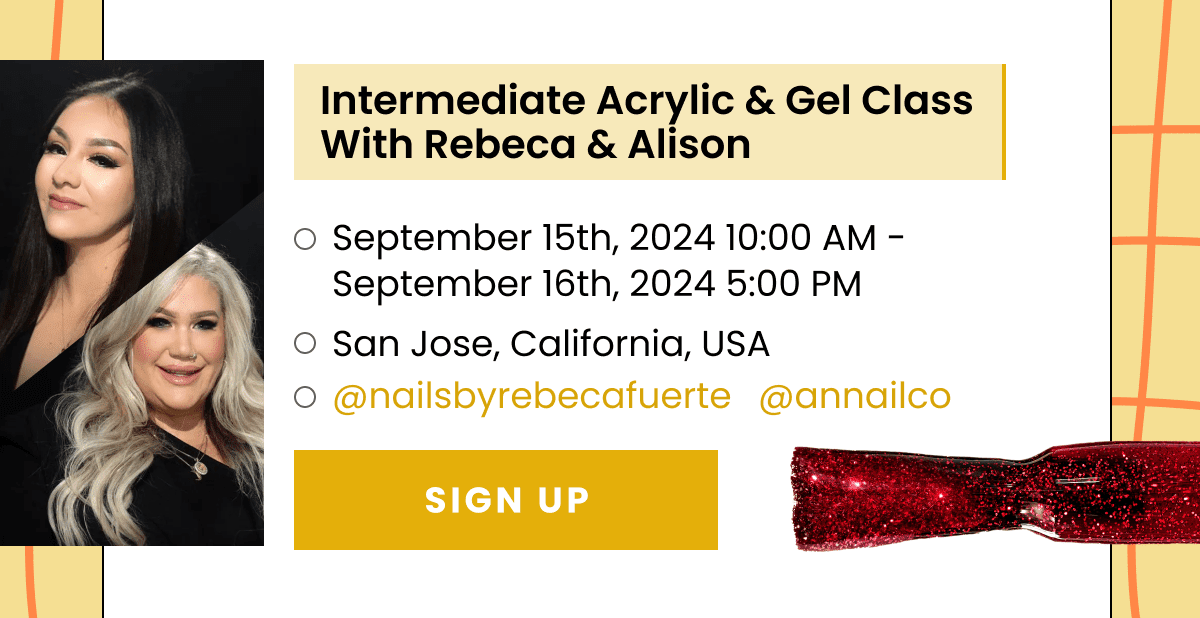 Intermediate Acrylic & Gel Class
With Rebeca & Alison
September 15th, 2024 10:00 AM -
September 16th, 2024 5:00 PM
San Jose, California, USA
@nailsbyrebecafuerte @annailco
SIGN UP